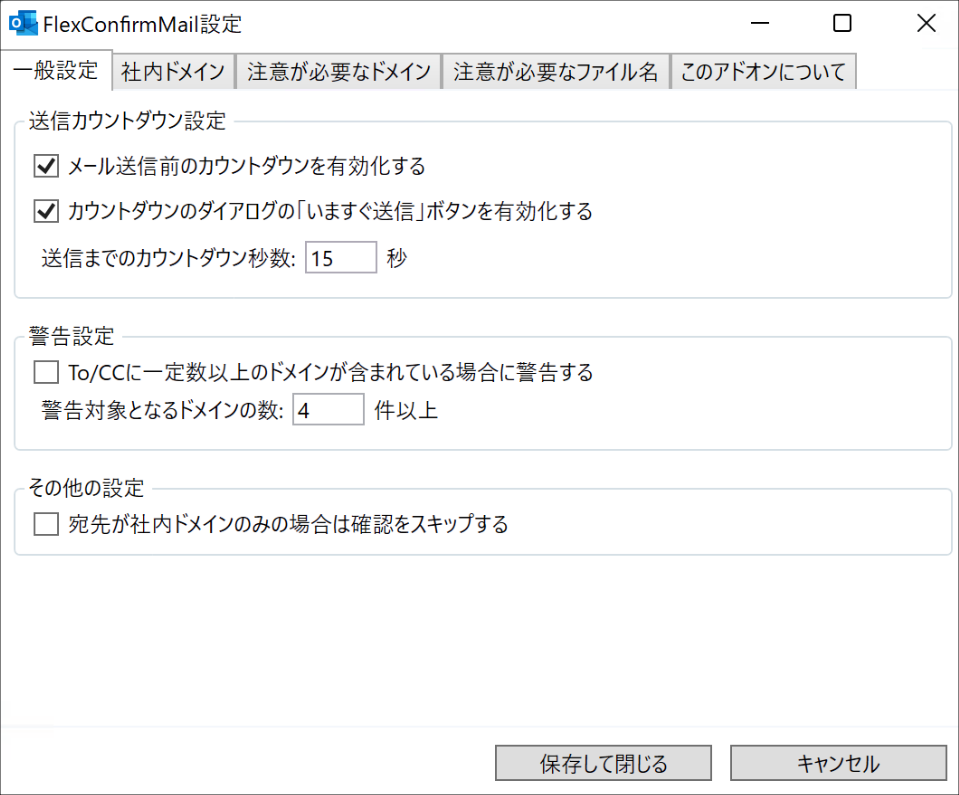 FlexConfirmMail設定
一般設定 社内ドメイン 注意が必要なドメイン 注意が必要なファイル名 このアドオンについて
送信カウントダウン設定
メール送信前のカウントダウンを有効化する
カウントダウンのダイアログの「いますぐ送信」ボタンを有効化する
送信までのカウントダウン秒数: 15 秒
警告設定
To/CCに一定数以上のドメインが含まれている場合に警告する
警告対象となるドメインの数: 4 件以上
その他の設定
宛先が社内ドメインのみの場合は確認をスキップする
保存して閉じる キャンセル